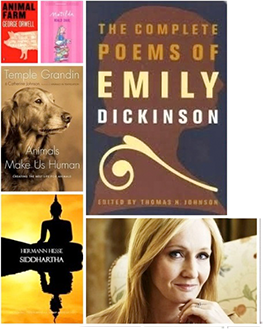 ANIMAL
FARM
GEORGE ORWELL
Matilda
THE COMPLETE
POEMS OF
EMILY
DICKINSON
EDITED BY THOMAS H. JOHNSON
Temple Grandin
Animals
Make Us Human
HERMANN HESSE
SIDDHARTHA